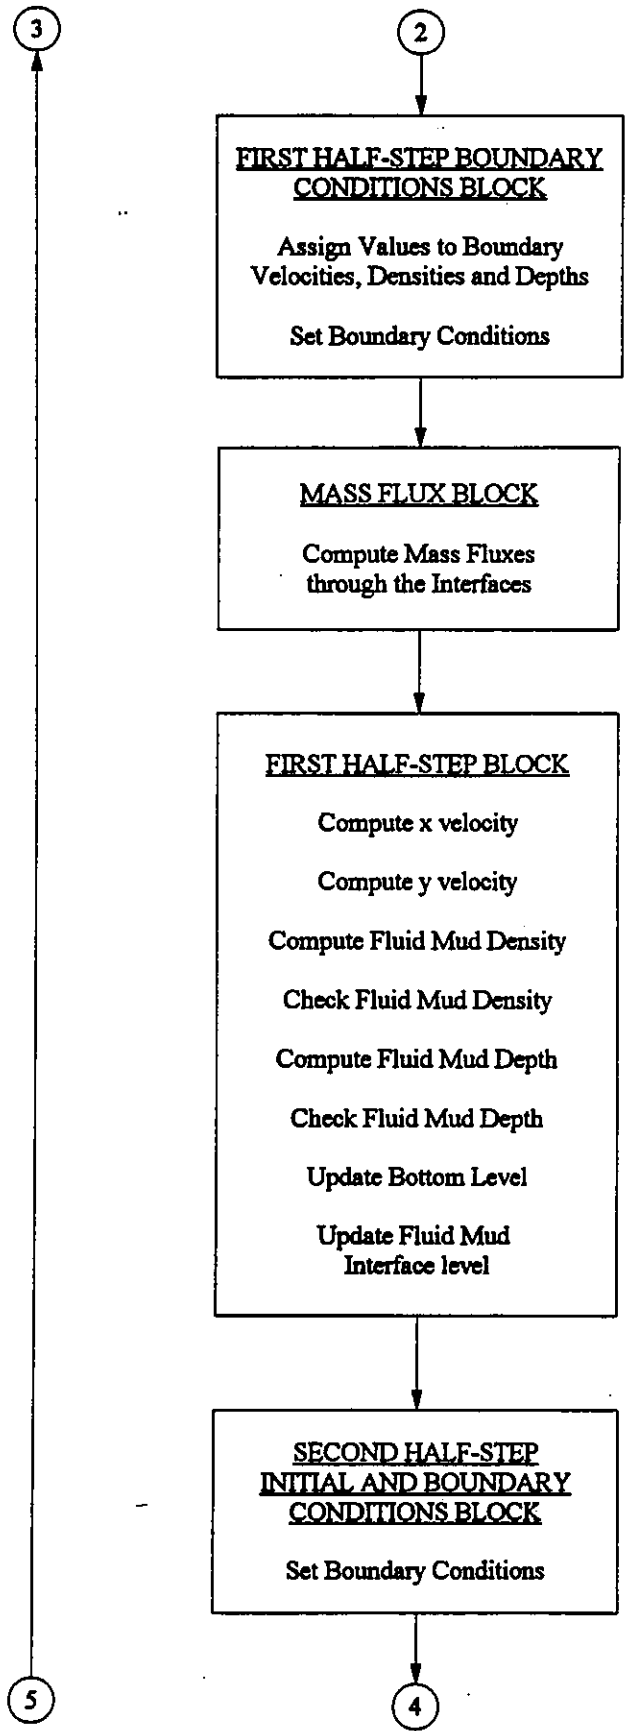 3
2
FIRST HALF-STEP BOUNDARY
CONDITIONS BLOCK
Assign Values to Boundary
Velocities, Densities and Depths
Set Boundary Conditions
MASS FLUX BLOCK
Compute Mass Fluxes
through the Interfaces
FIRST HALF-STEP BLOCK
Compute x velocity
Compute y velocity
Compute Fluid Mud Density
Check Fluid Mud Density
Compute Fluid Mud Depth
Check Fluid Mud Depth
Update Bottom Level
Update Fluid Mud
Interface level
SECOND HALF-STEP
INITIAL AND BOUNDARY
CONDITIONS BLOCK
Set Boundary Conditions
5
4